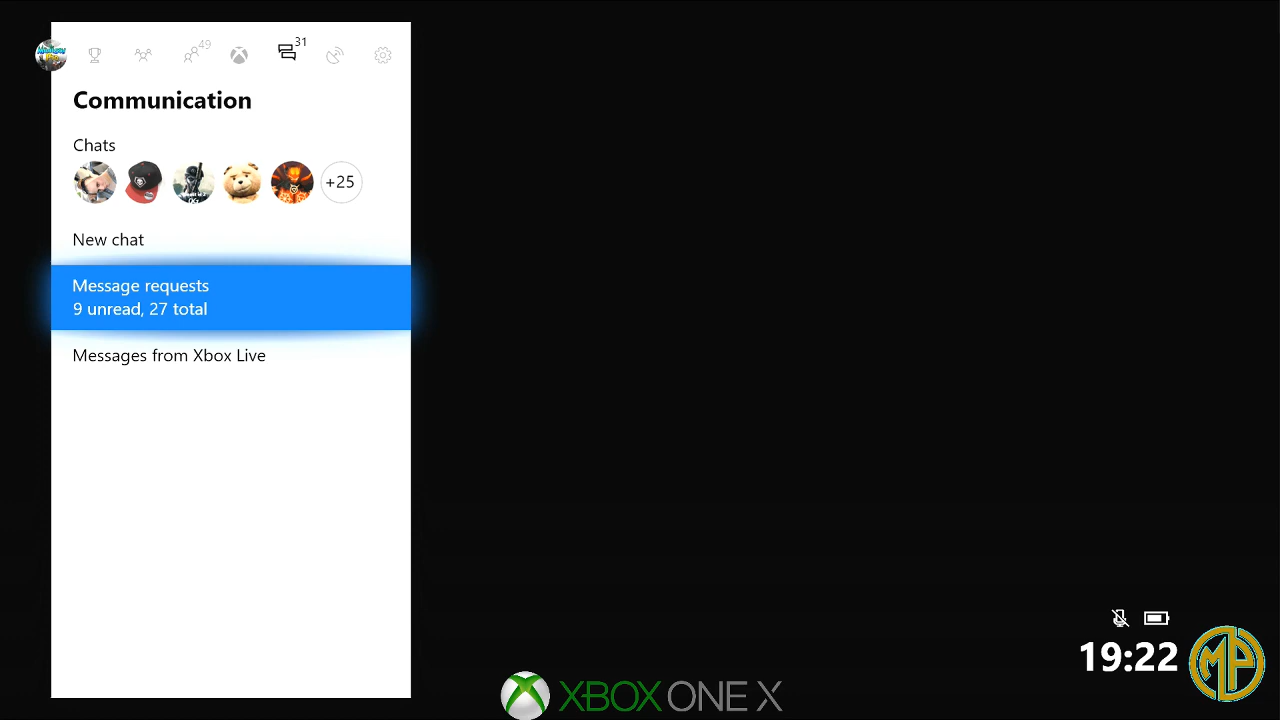 49
31
Communication
Chats
+25
New chat
Message requests
9 unread, 27 total
Messages from Xbox Live
19:22
MP
XBOX ONE X